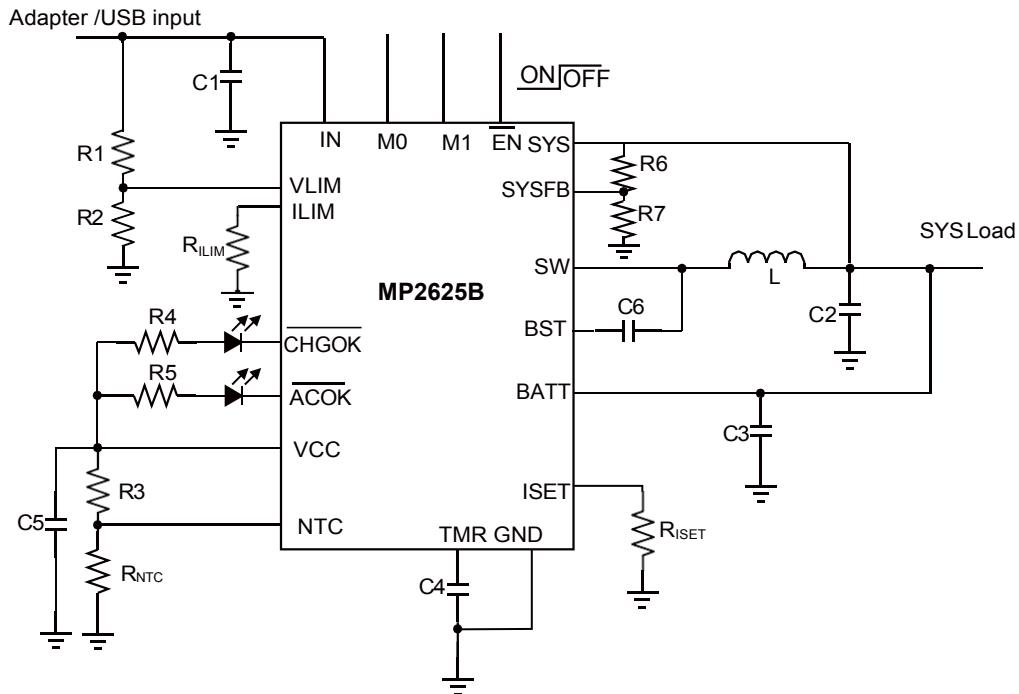 Adapter /USB input
C1
ON OFF
R1
R2
IN M0 M1 EN SYS
VLIM
ILIM
SYSFB
R6
R7
RILIM
SYS Load
SW
L
MP2625B
C6
C2
BST
R4
CHGOK
R5
ACOK
BATT
C3
VCC
R3
ISET
C5
NTC
RISET
TMR GND
RNTC
C4